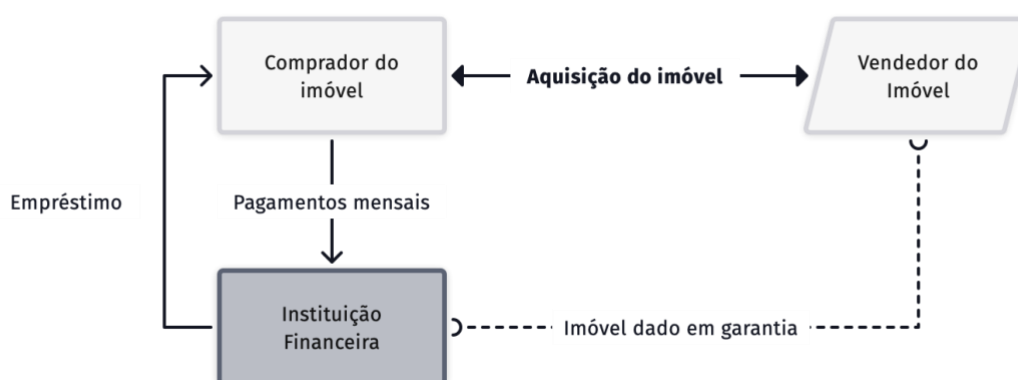 Comprador do
imóvel
Aquisição do imóvel
Vendedor do
Imóvel
Empréstimo
Pagamentos mensais
Instituição
Financeira
Imóvel dado em garantia